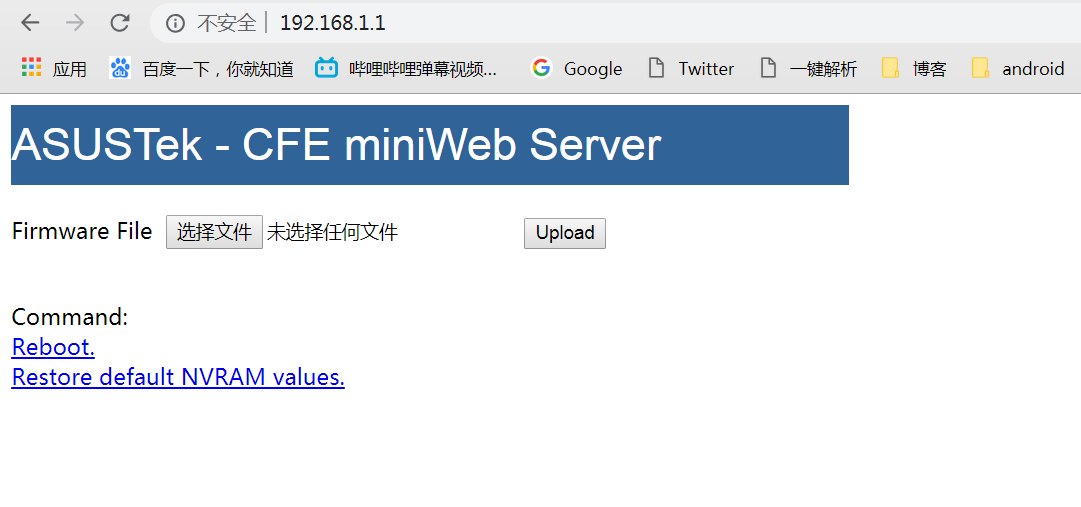 不安全 192.168.1.1
应用 百度一下，你就知道 哔哩哔哩弹幕视频... Google Twitter 一键解析 博客 android
ASUSTek - CFE miniWeb Server
Firmware File 选择文件 未选择任何文件 Upload
Command:
Reboot.
Restore default NVRAM values.